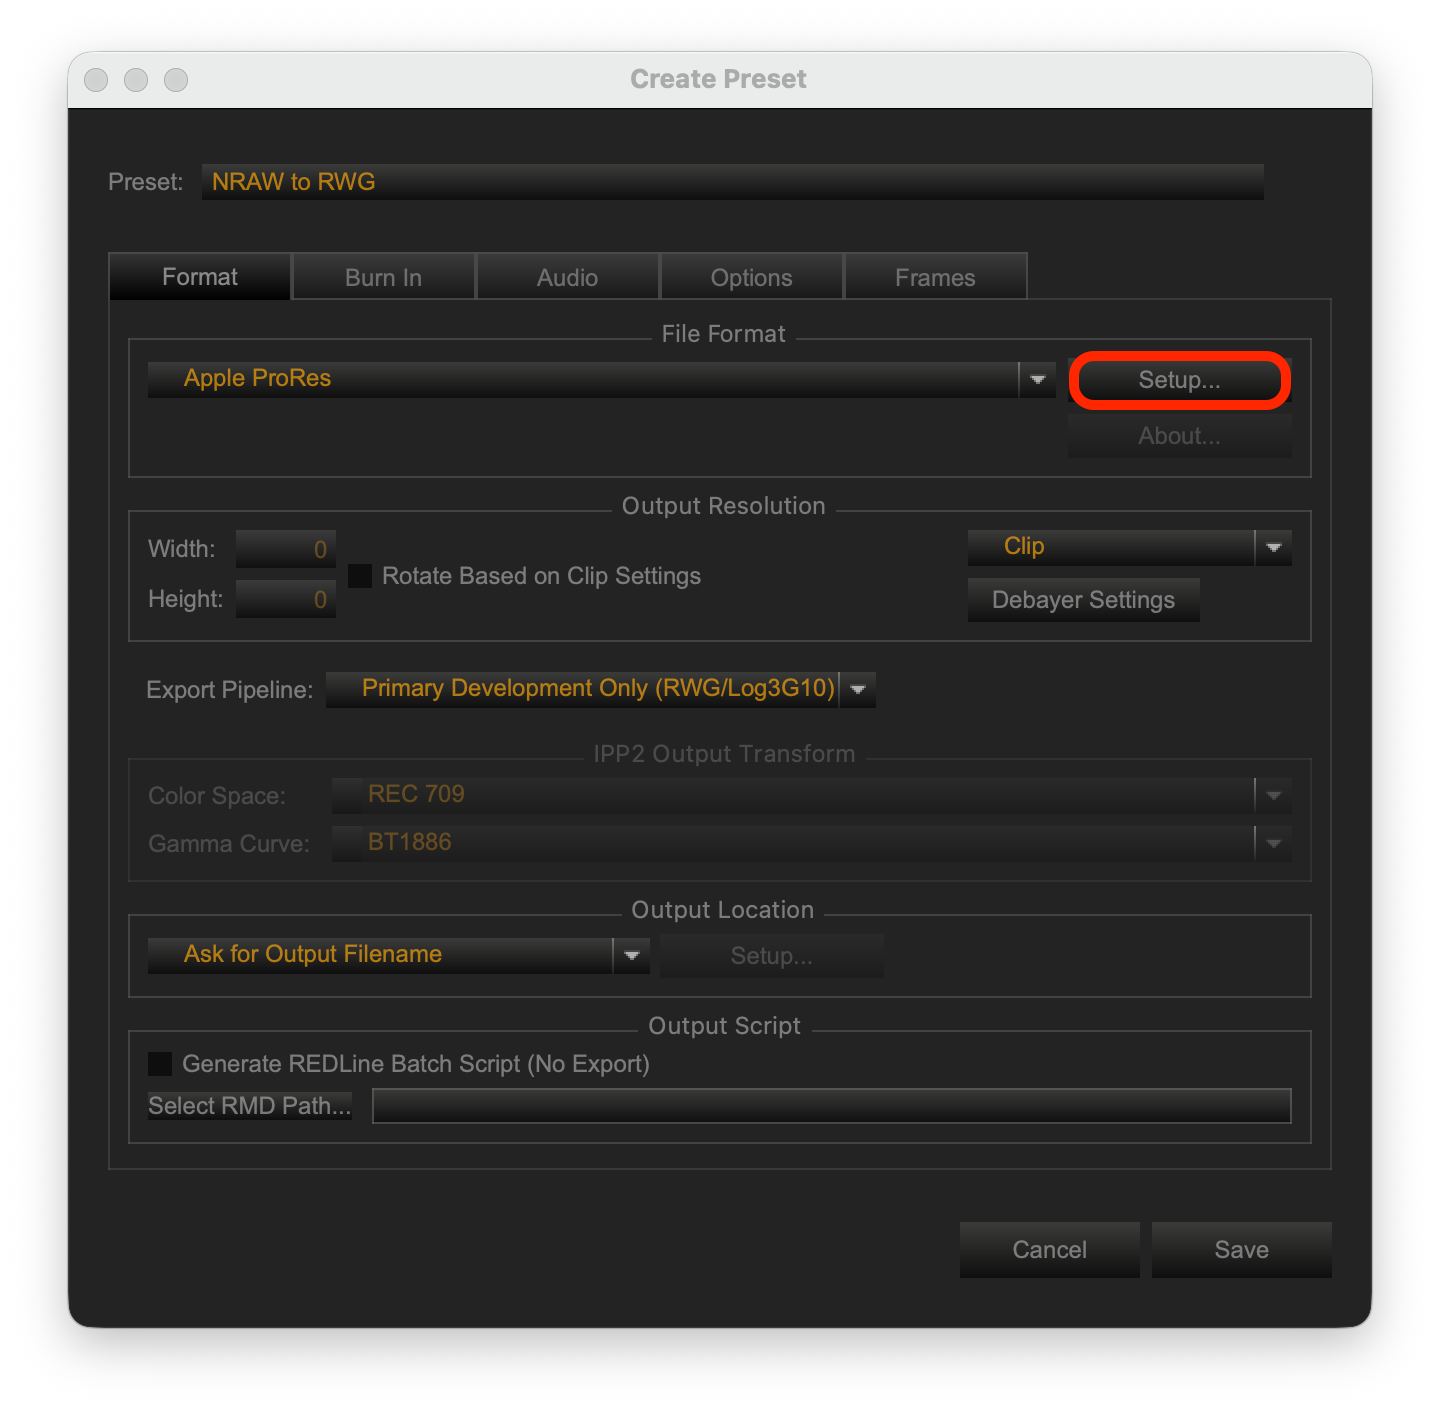 Create Preset
Preset: NRAW to RWG
Format Burn In Audio Options Frames
File Format
Apple ProRes Setup...
About...
Output Resolution
Width: 0 Clip
Rotate Based on Clip Settings
Height: 0 Debayer Settings
Export Pipeline: Primary Development Only (RWG/Log3G10)
IPP2 Output Transform
Color Space: REC 709
Gamma Curve: BT1886
Output Location
Ask for Output Filename Setup...
Output Script
Generate REDLine Batch Script (No Export)
Select RMD Path...
Cancel Save